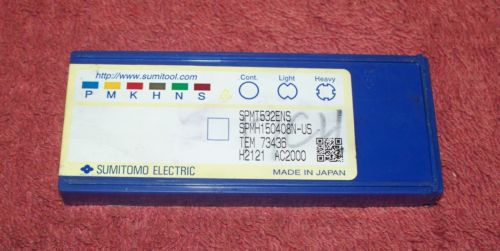 http://www.sumitool.com
Cont. Light Heavy
P M K H N S
SPMT532ENS
SPMH150408N-US
TEM 73436
H2121 AC2000
SUMITOMO ELECTRIC
MADE IN JAPAN